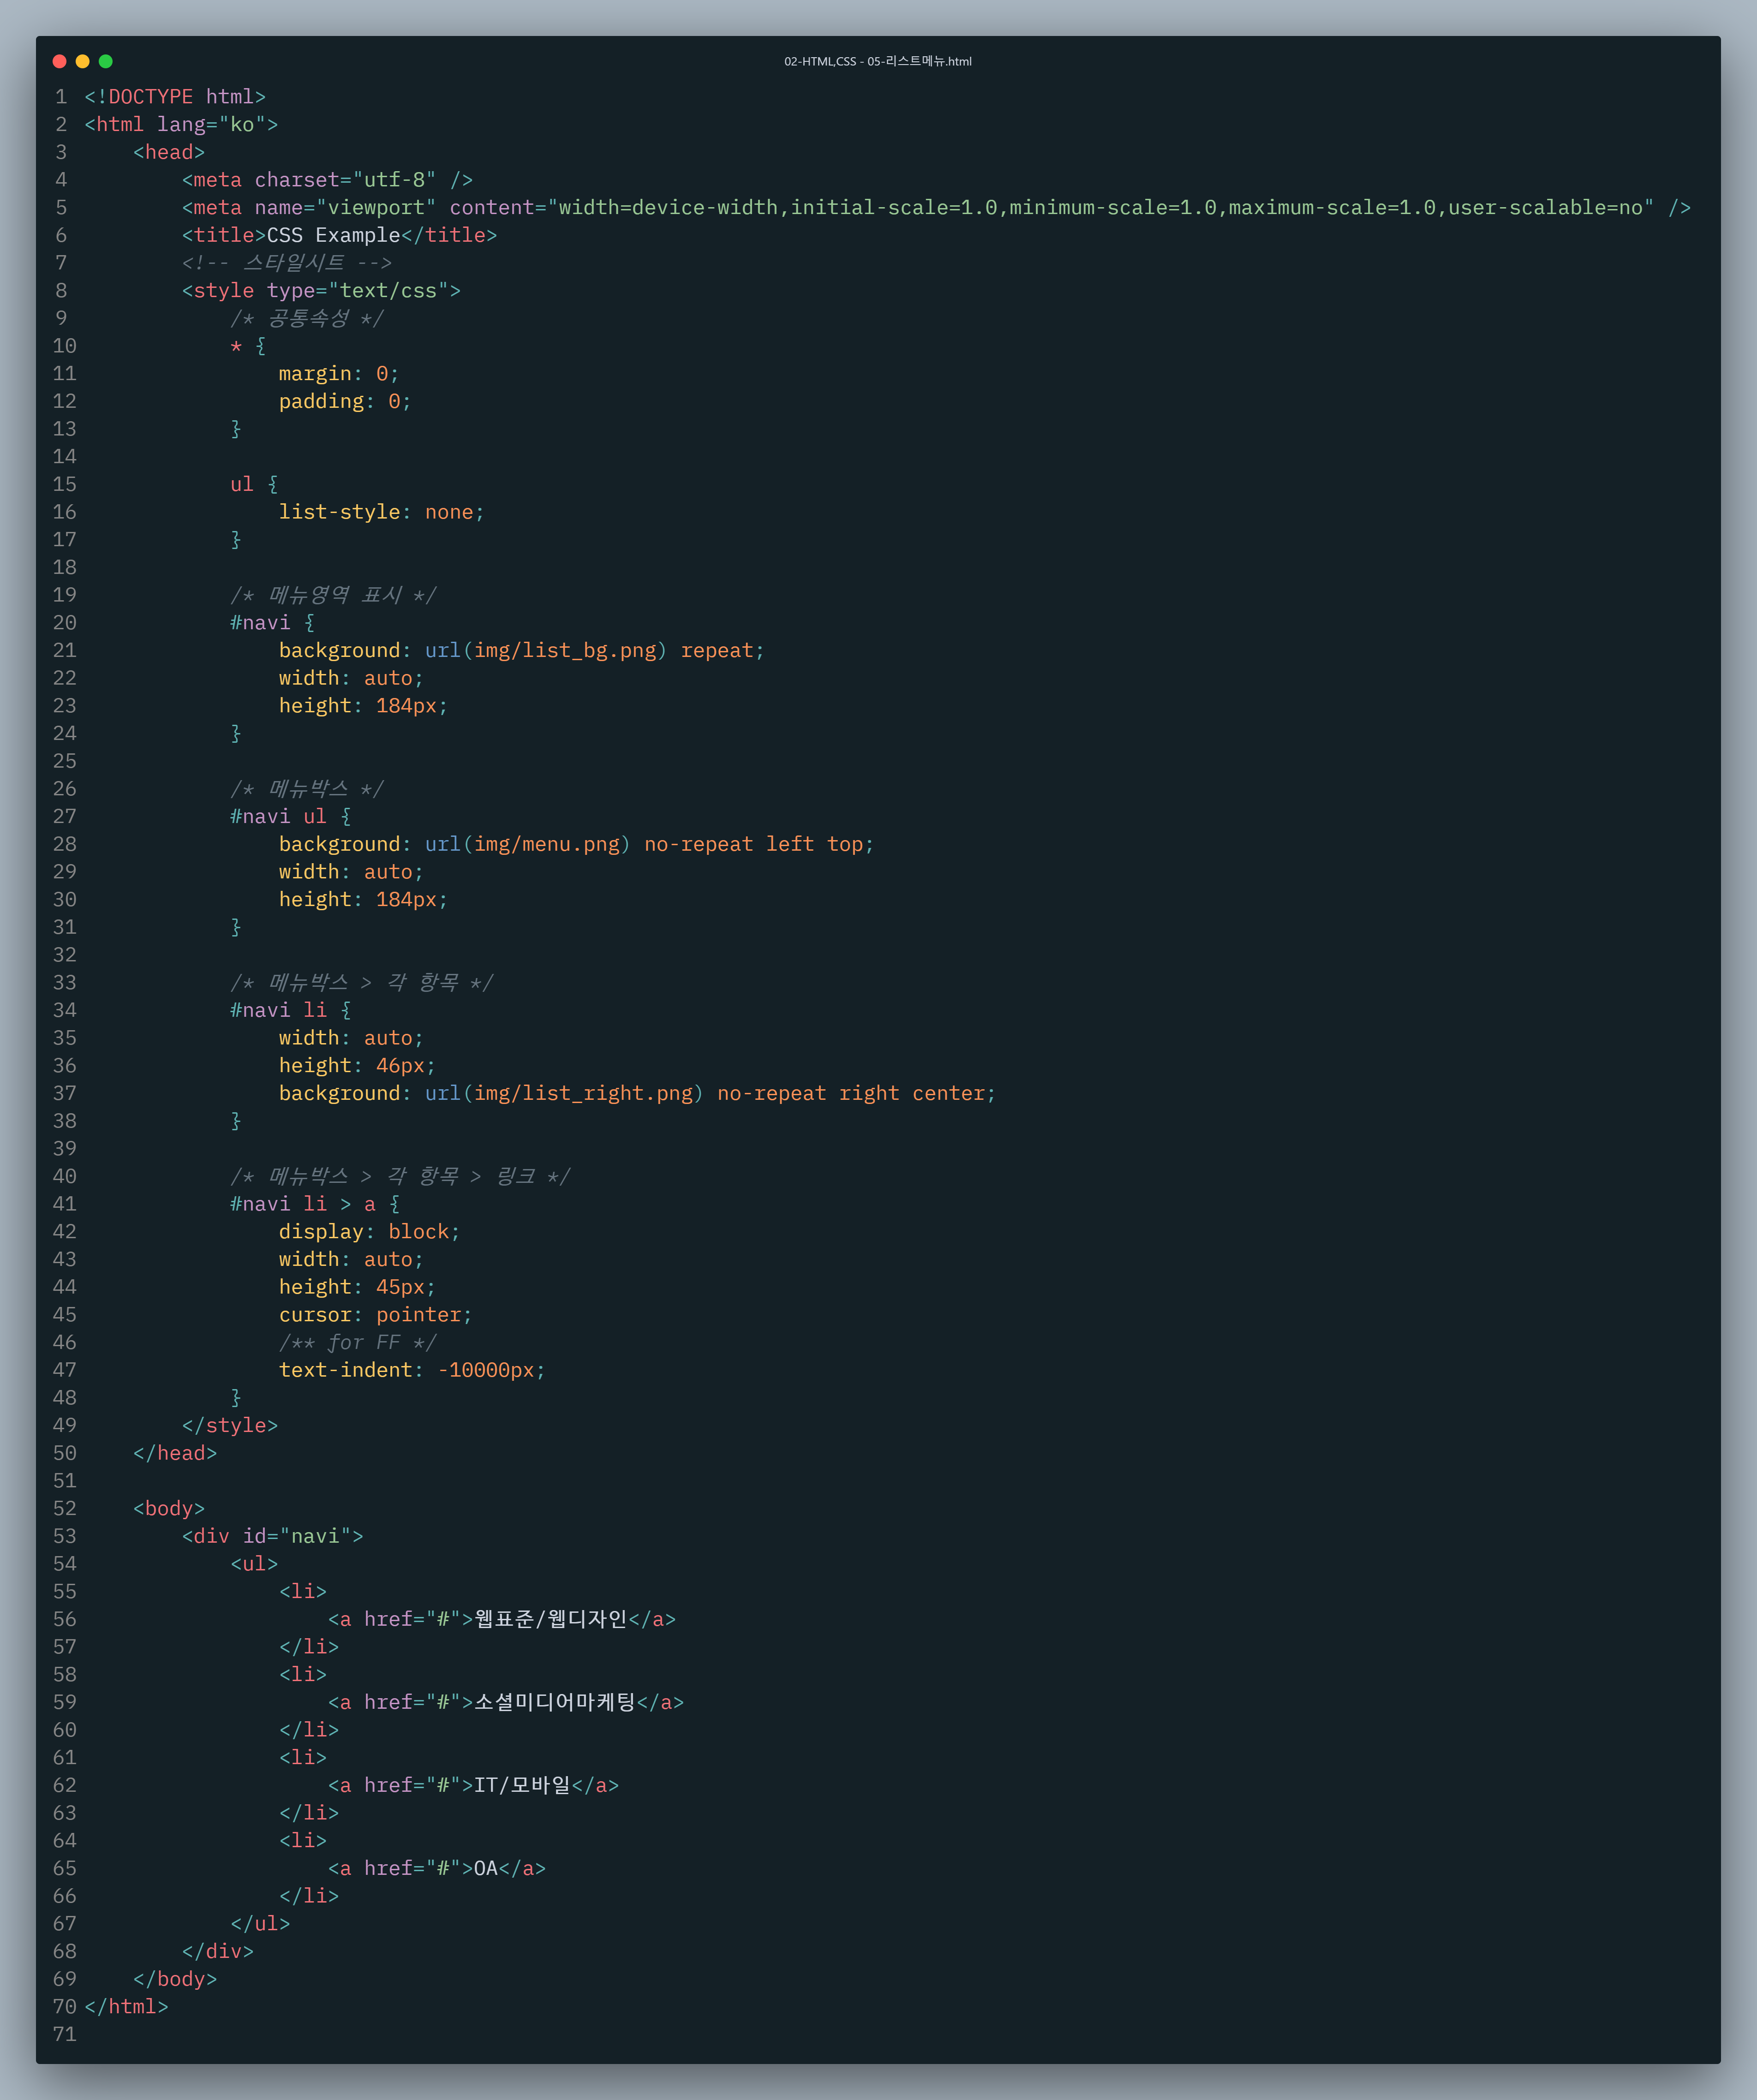 02-HTML,CSS - 05-리스트메뉴.html
1 <!DOCTYPE html>
2 <html lang="ko">
3     <head>
4         <meta charset="utf-8" />
5         <meta name="viewport" content="width=device-width,initial-scale=1.0,minimum-scale=1.0,maximum-scale=1.0,user-scalable=no" />
6         <title>CSS Example</title>
7         <!-- 스타일시트 -->
8         <style type="text/css">
9             /* 공통속성 */
10             * {
11                 margin: 0;
12                 padding: 0;
13             }
14
15             ul {
16                 list-style: none;
17             }
18
19             /* 메뉴영역 표시 */
20             #navi {
21                 background: url(img/list_bg.png) repeat;
22                 width: auto;
23                 height: 184px;
24             }
25
26             /* 메뉴박스 */
27             #navi ul {
28                 background: url(img/menu.png) no-repeat left top;
29                 width: auto;
30                 height: 184px;
31             }
32
33             /* 메뉴박스 > 각 항목 */
34             #navi li {
35                 width: auto;
36                 height: 46px;
37                 background: url(img/list_right.png) no-repeat right center;
38             }
39
40             /* 메뉴박스 > 각 항목 > 링크 */
41             #navi li > a {
42                 display: block;
43                 width: auto;
44                 height: 45px;
45                 cursor: pointer;
46                 /** for FF */
47                 text-indent: -10000px;
48             }
49         </style>
50     </head>
51
52     <body>
53         <div id="navi">
54             <ul>
55                 <li>
56                     <a href="#">웹표준/웹디자인</a>
57                 </li>
58                 <li>
59                     <a href="#">소셜미디어마케팅</a>
60                 </li>
61                 <li>
62                     <a href="#">IT/모바일</a>
63                 </li>
64                 <li>
65                     <a href="#">OA</a>
66                 </li>
67             </ul>
68         </div>
69     </body>
70 </html>
71